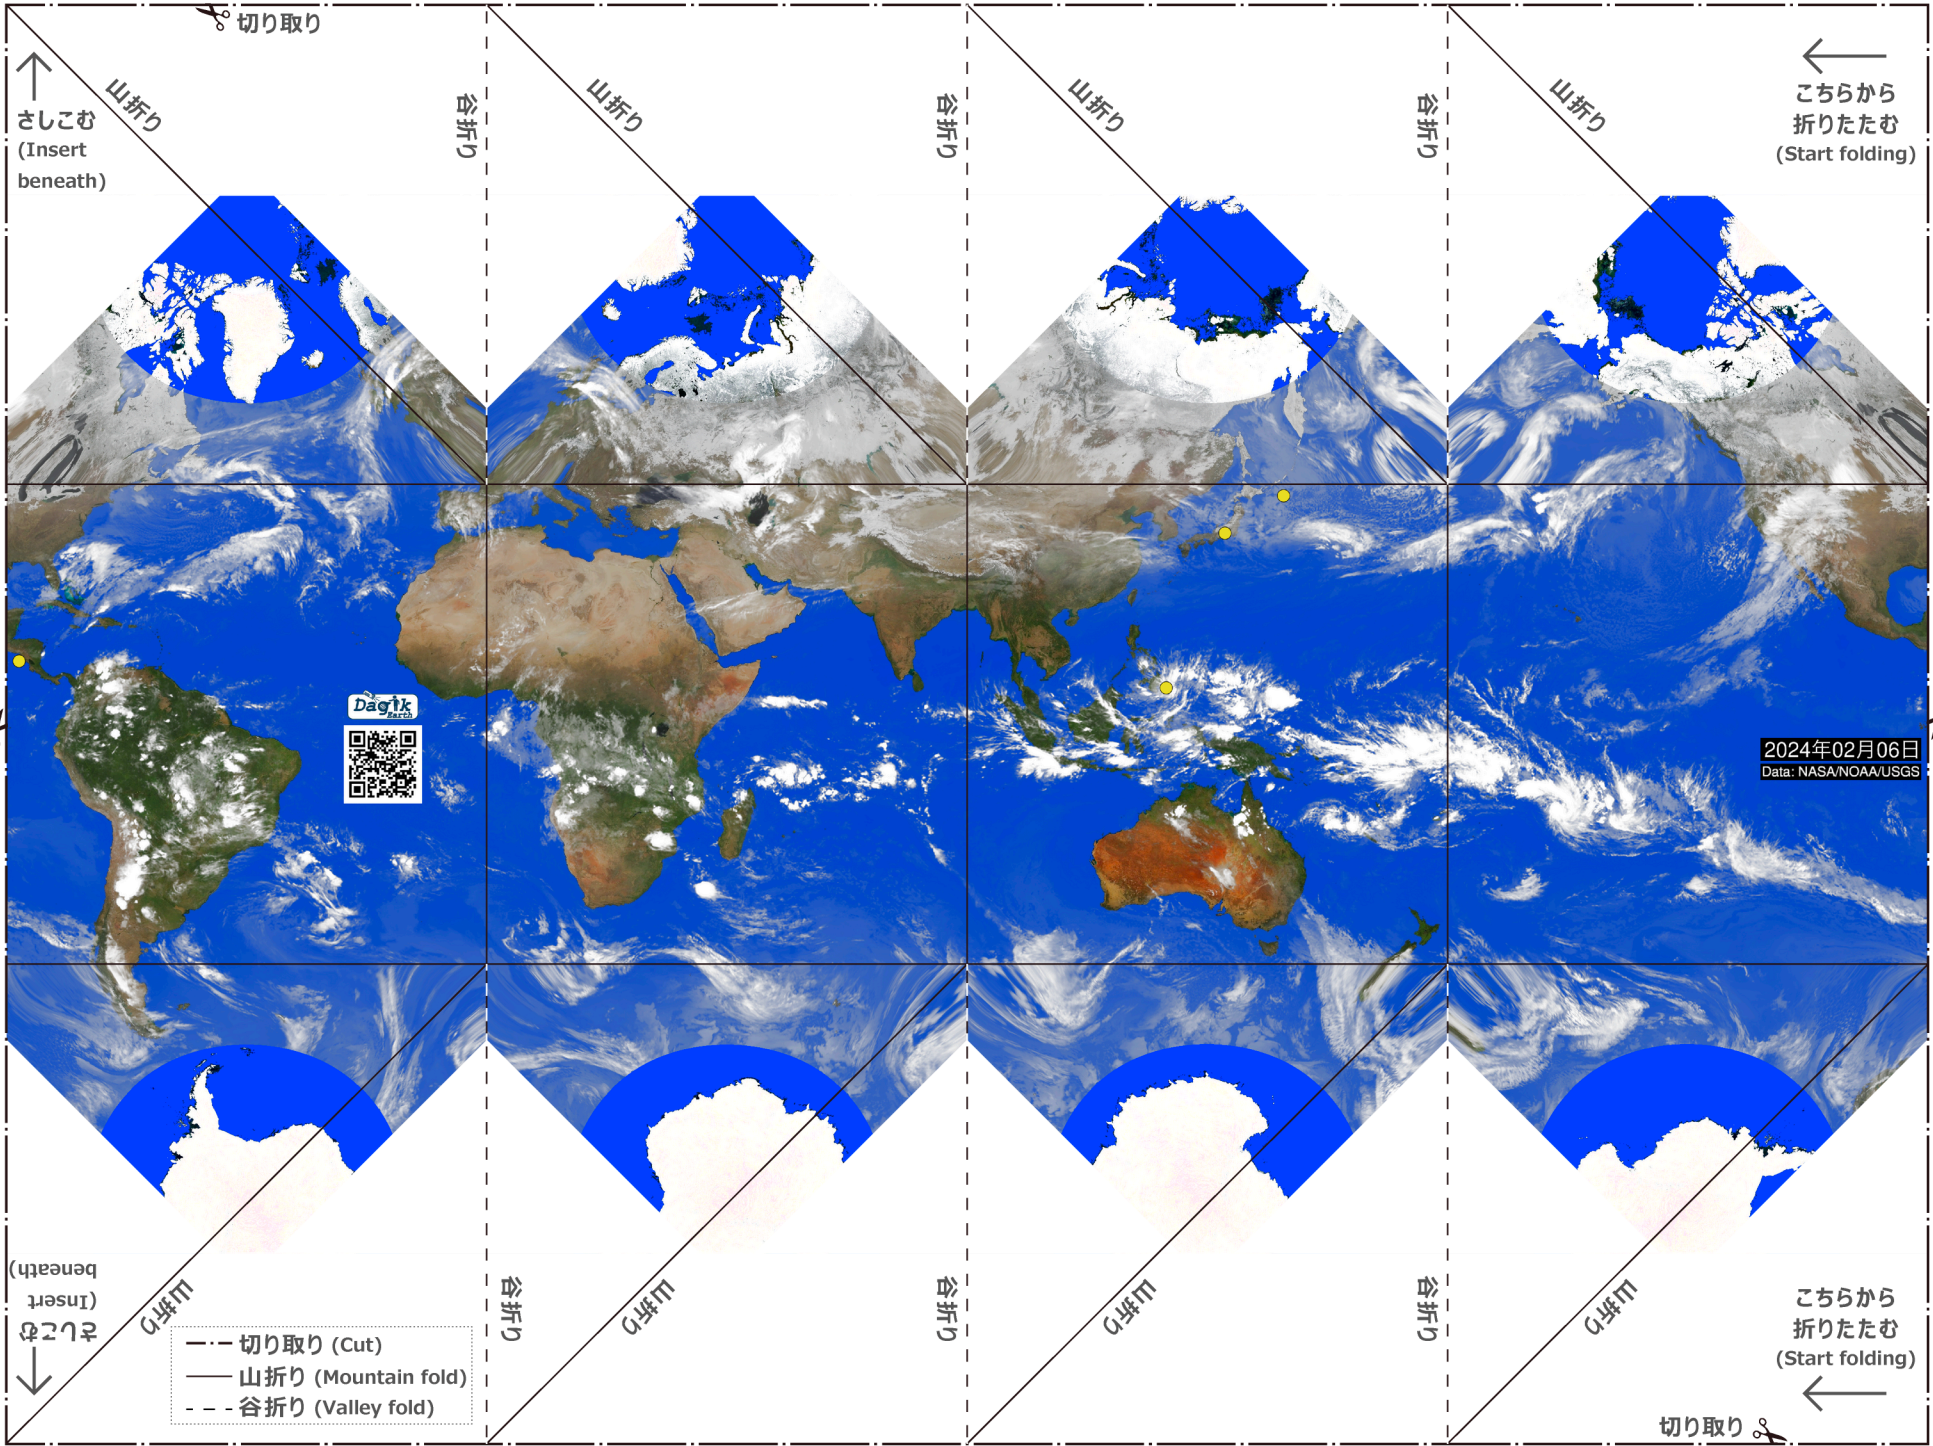 切り取り
山折り
谷折り
山折り
谷折り
山折り
谷折り
山折り
さしこむ
(Insert
beneath)
こちらから
折りたたむ
(Start folding)
Dagik
Earth
2024年02月06日
Data: NASA/NOAA/USGS
さしこむ
(Insert
beneath)
山折り
谷折り
山折り
谷折り
山折り
谷折り
山折り
こちらから
折りたたむ
(Start folding)
切り取り (Cut)
山折り (Mountain fold)
谷折り (Valley fold)
切り取り